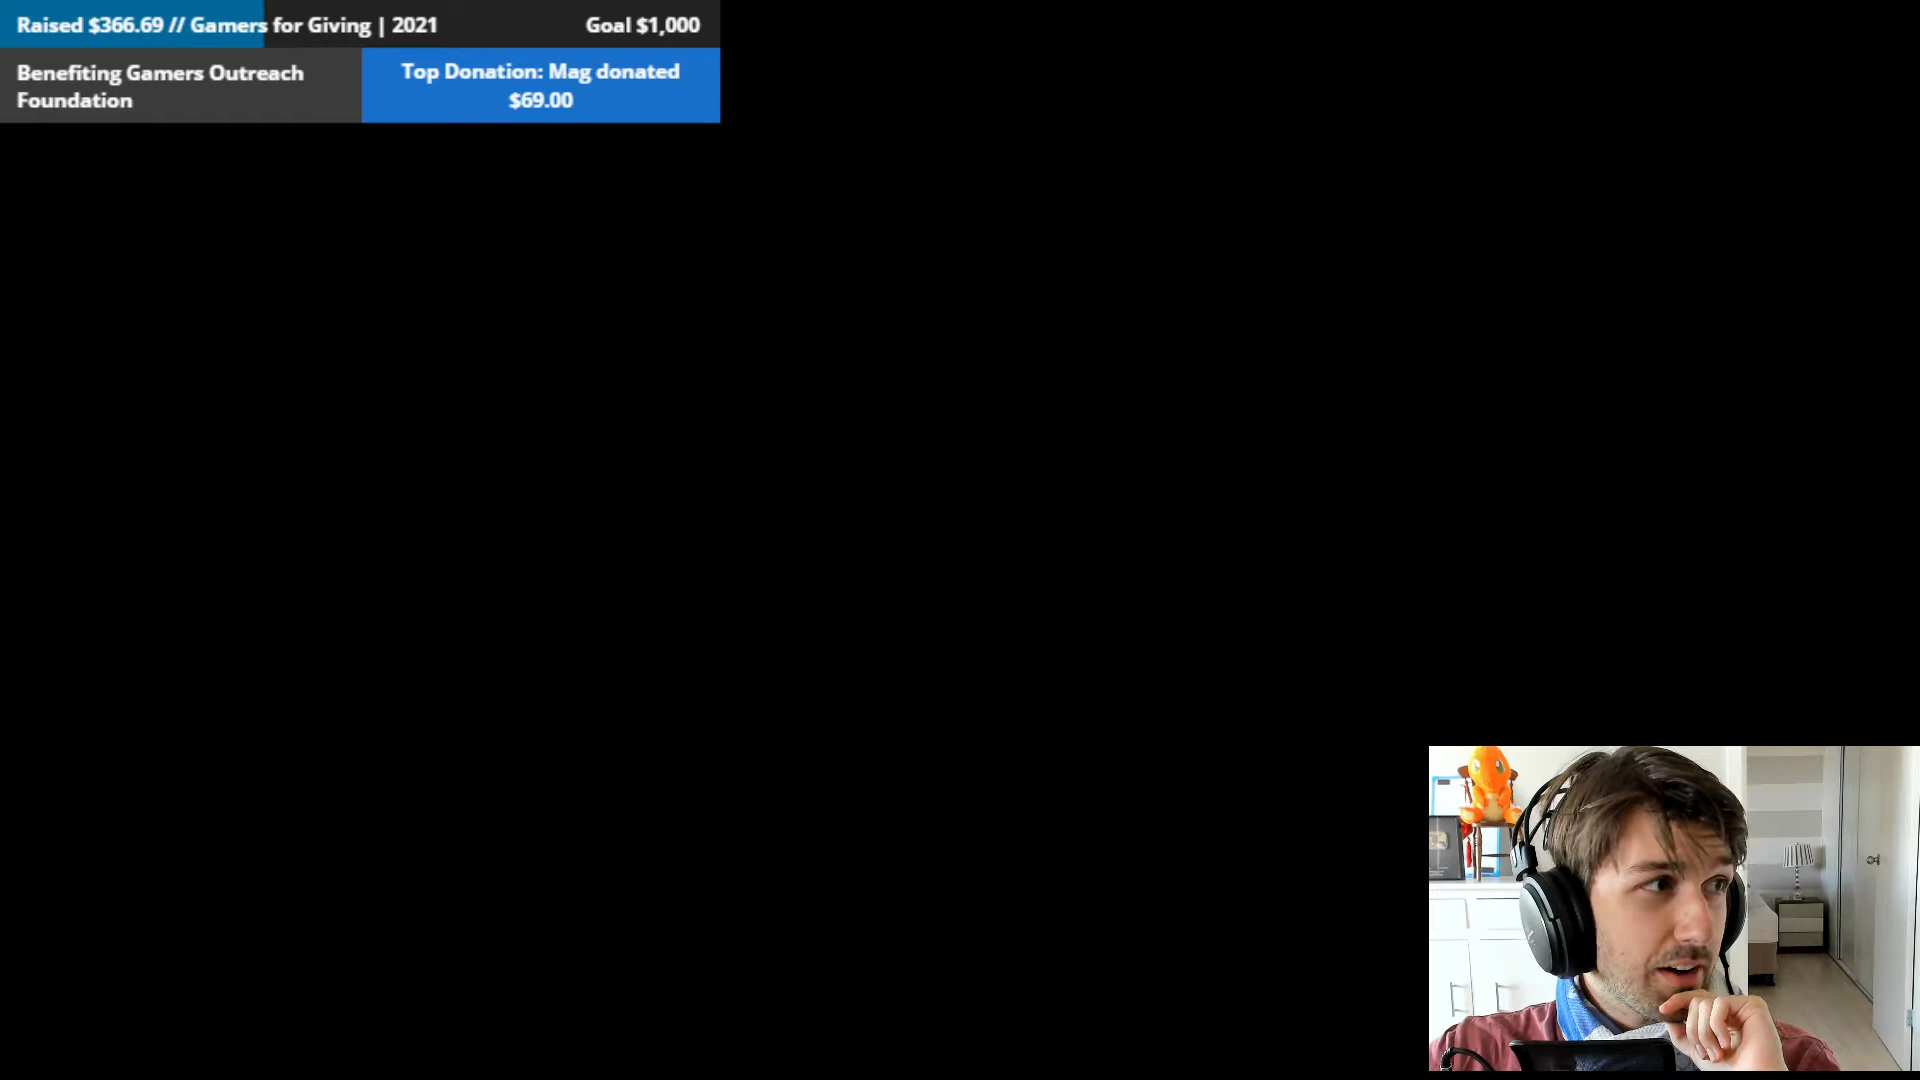 Raised $366.69 // Gamers for Giving | 2021
Goal $1,000
Benefiting Gamers Outreach
Foundation
Top Donation: Mag donated
$69.00